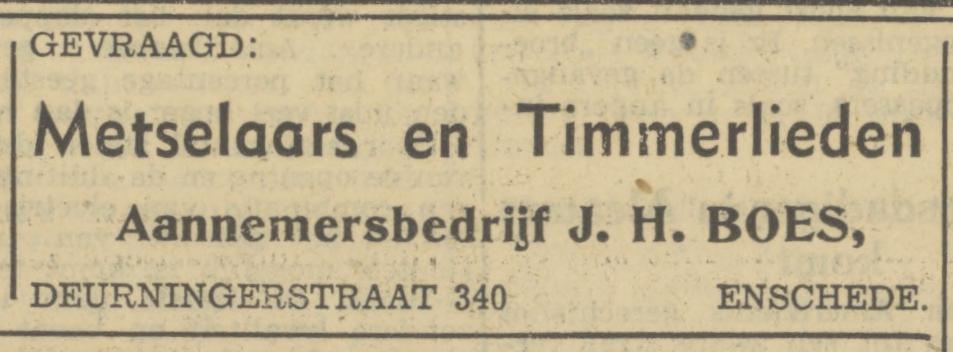 GEVRAAGD:
Metselaars en Timmerlieden
Aannemersbedrijf J. H. BOES,
DEURNINGERSTRAAT 340 ENSCHEDE.